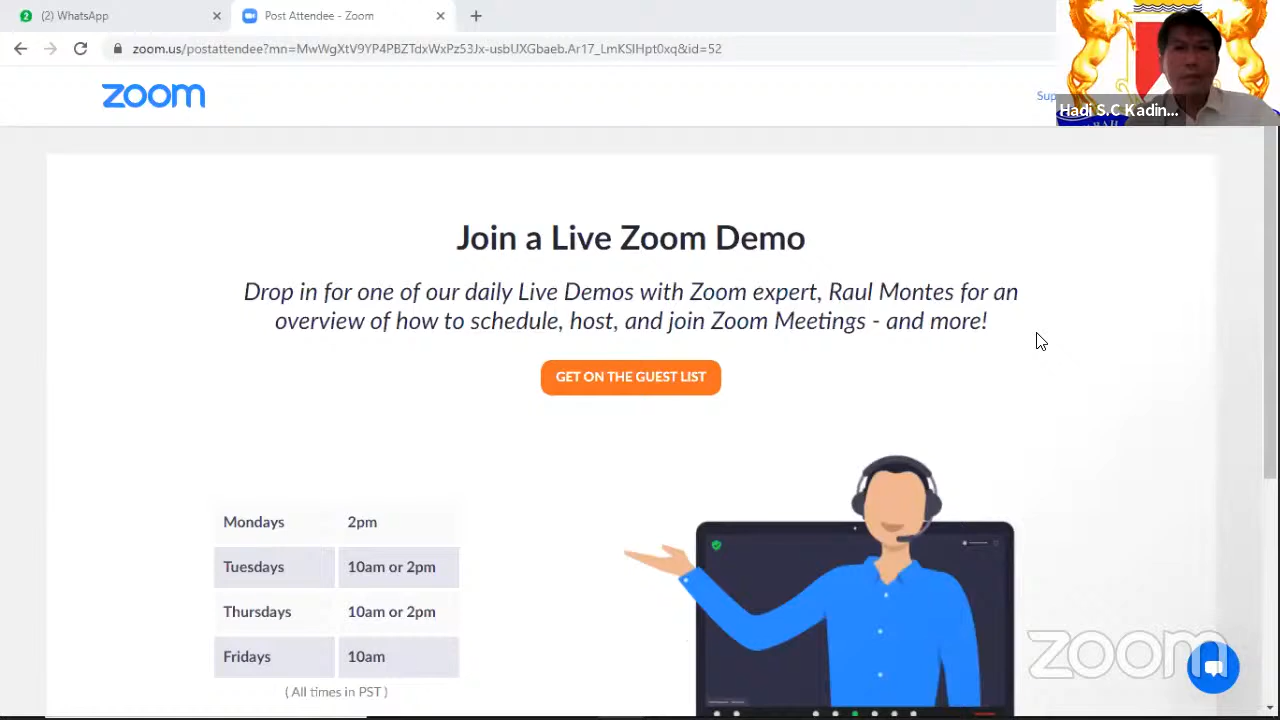 (2) WhatsApp
Post Attendee - Zoom
zoom.us/postattendee?mn=MwWgXtV9YP4PBZTdxWxPz53Jx-usbUXGbaeb.Ar17_LmKSIHpt0xq&id=52
zoom
Sup
Hadi S.C Kadin...
Join a Live Zoom Demo
Drop in for one of our daily Live Demos with Zoom expert, Raul Montes for an
overview of how to schedule, host, and join Zoom Meetings - and more!
GET ON THE GUEST LIST
Mondays 2pm
Tuesdays 10am or 2pm
Thursdays 10am or 2pm
Fridays 10am
( All times in PST )
zoom